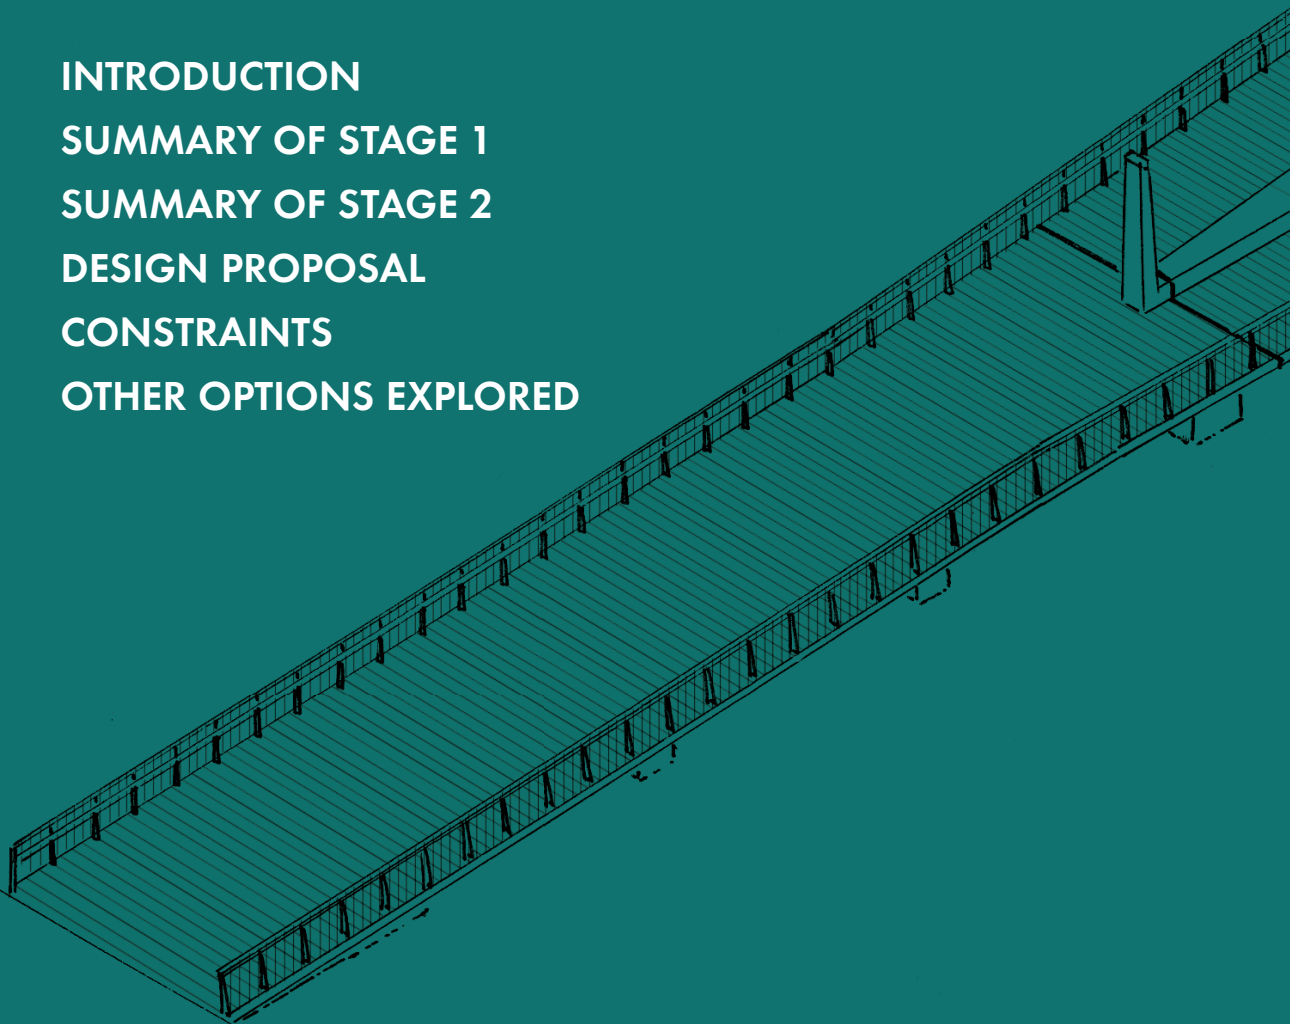 INTRODUCTION
SUMMARY OF STAGE 1
SUMMARY OF STAGE 2
DESIGN PROPOSAL
CONSTRAINTS
OTHER OPTIONS EXPLORED